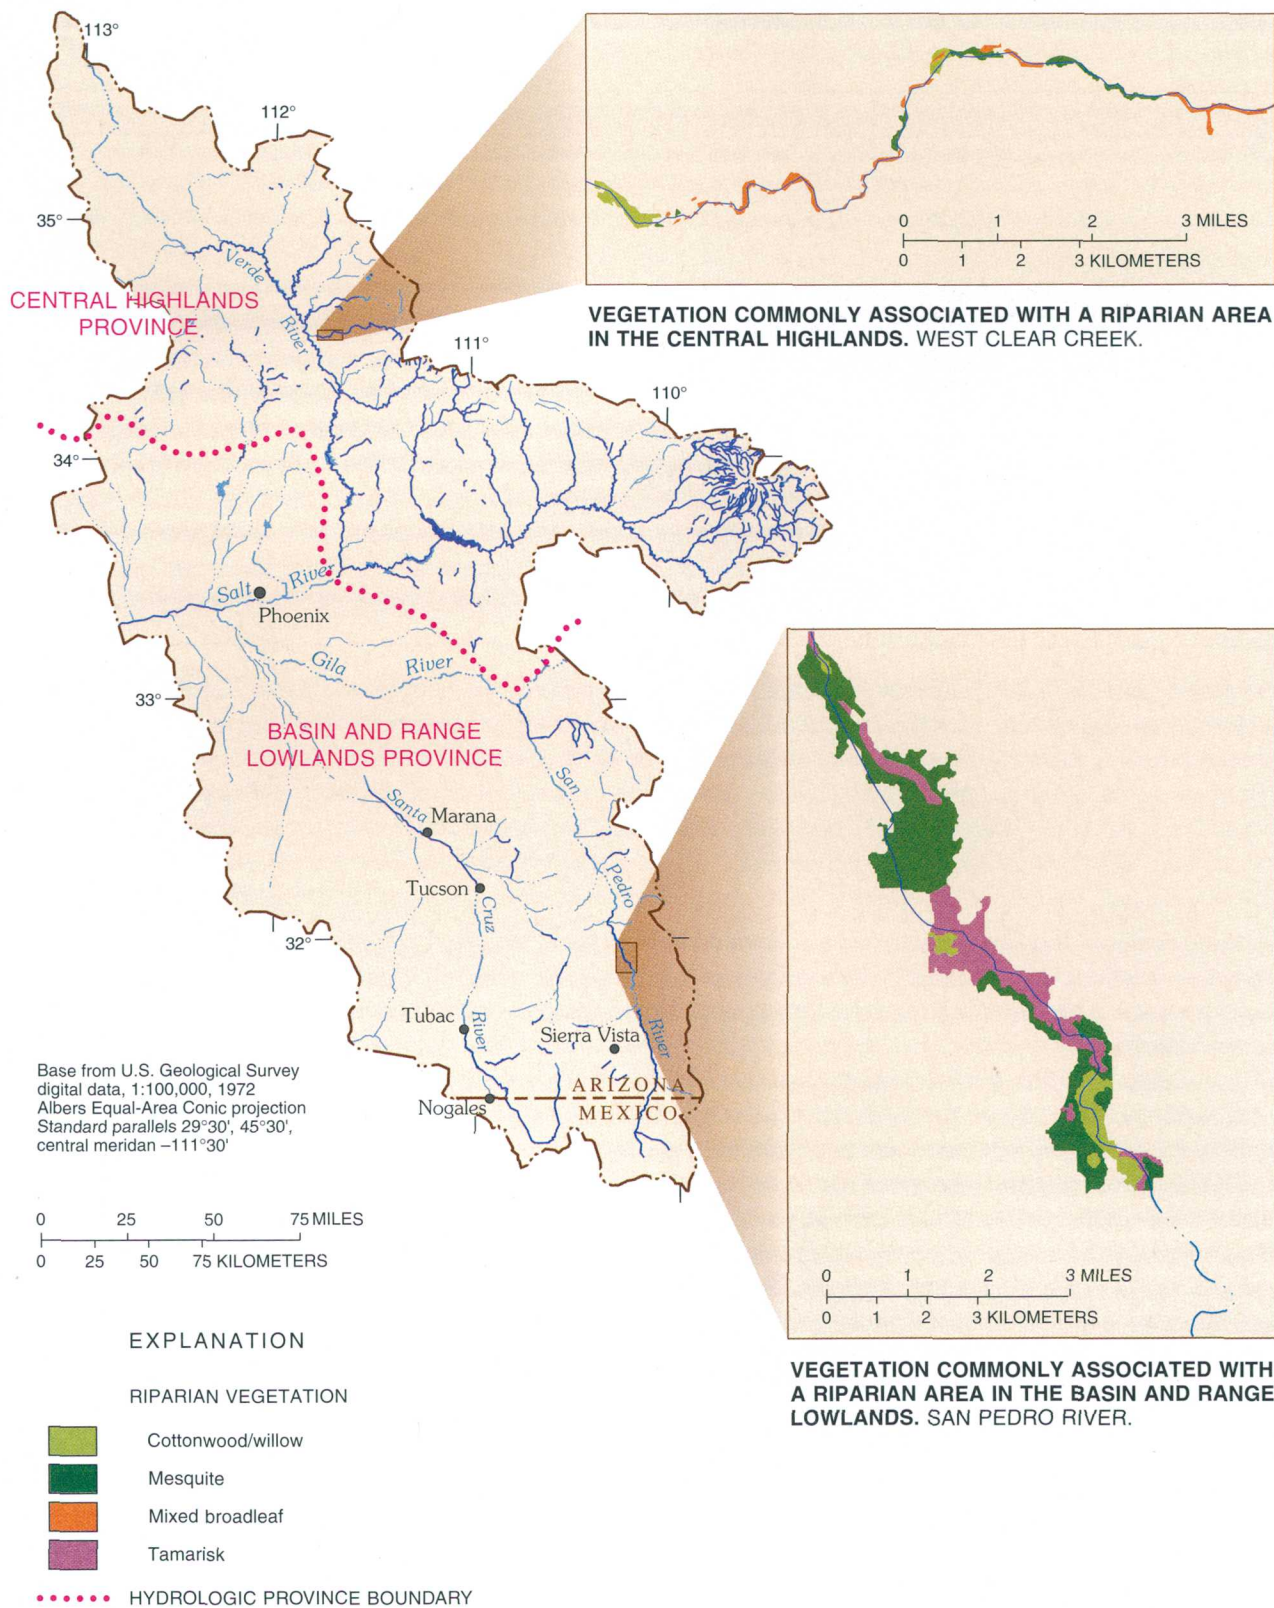 113°
112°
35°
Verde
River
CENTRAL HIGHLANDS
PROVINCE
111°
110°
34°
0 1 2 3 MILES
0 1 2 3 KILOMETERS
VEGETATION COMMONLY ASSOCIATED WITH A RIPARIAN AREA
IN THE CENTRAL HIGHLANDS. WEST CLEAR CREEK.
Salt River
Phoenix
Gila River
33°
BASIN AND RANGE
LOWLANDS PROVINCE
San
Pedro
River
Santa
Cruz
River
Marana
Tucson
32°
Tubac
Sierra Vista
ARIZONA
MEXICO
Nogales
Base from U.S. Geological Survey
digital data, 1:100,000, 1972
Albers Equal-Area Conic projection
Standard parallels 29°30', 45°30',
central meridian –111°30'
0 25 50 75 MILES
0 25 50 75 KILOMETERS
0 1 2 3 MILES
0 1 2 3 KILOMETERS
VEGETATION COMMONLY ASSOCIATED WITH
A RIPARIAN AREA IN THE BASIN AND RANGE
LOWLANDS. SAN PEDRO RIVER.
EXPLANATION
RIPARIAN VEGETATION
Cottonwood/willow
Mesquite
Mixed broadleaf
Tamarisk
HYDROLOGIC PROVINCE BOUNDARY